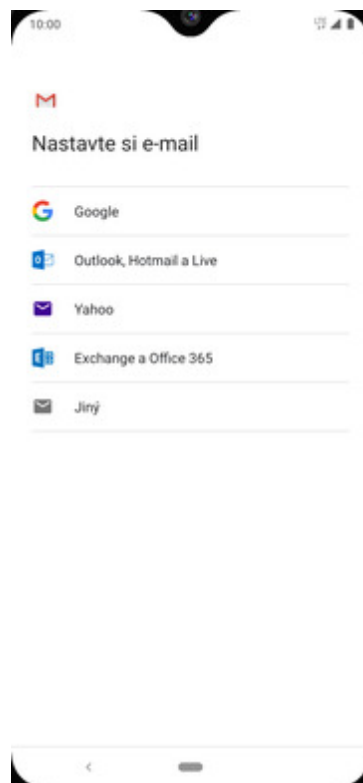 10:00
Nastavte si e-mail
Google
Outlook, Hotmail a Live
Yahoo
Exchange a Office 365
Jiný